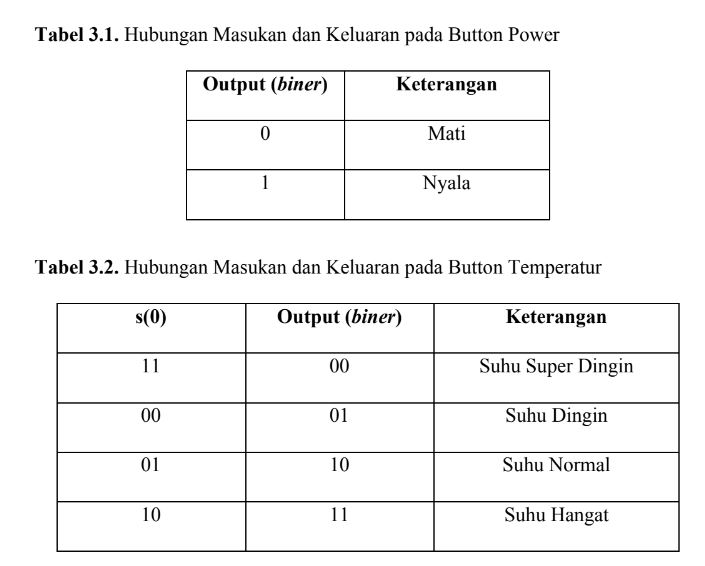 Tabel 3.1. Hubungan Masukan dan Keluaran pada Button Power
Output (biner) Keterangan
0 Mati
1 Nyala
Tabel 3.2. Hubungan Masukan dan Keluaran pada Button Temperatur
s(0) Output (biner) Keterangan
11 00 Suhu Super Dingin
00 01 Suhu Dingin
01 10 Suhu Normal
10 11 Suhu Hangat